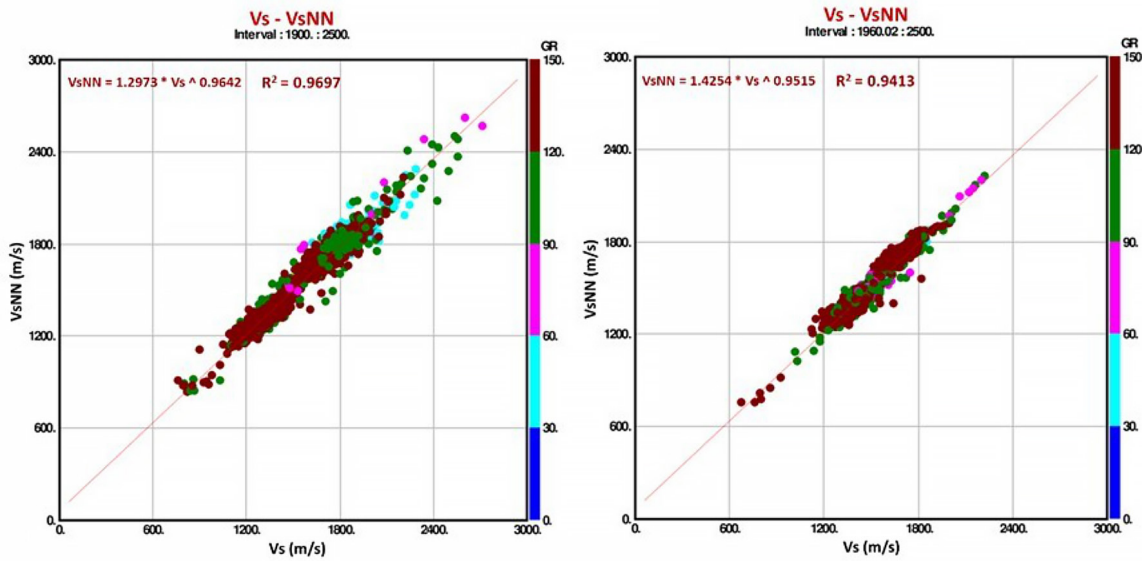 Vs - VsNN
Interval : 1900. : 2500.
GR
VsNN = 1.2973 * Vs ^ 0.9642 R² = 0.9697
3000.
2400.
1800.
1200.
600.
0.
VsNN (m/s)
0. 600. 1200. 1800. 2400. 3000.
Vs (m/s)
150.
120.
90.
60.
30.
0.
Vs - VsNN
Interval : 1960.02 : 2500.
GR
VsNN = 1.4254 * Vs ^ 0.9515 R² = 0.9413
3000.
2400.
1800.
1200.
600.
0.
VsNN (m/s)
0. 600. 1200. 1800. 2400. 3000.
Vs (m/s)
150.
120.
90.
60.
30.
0.